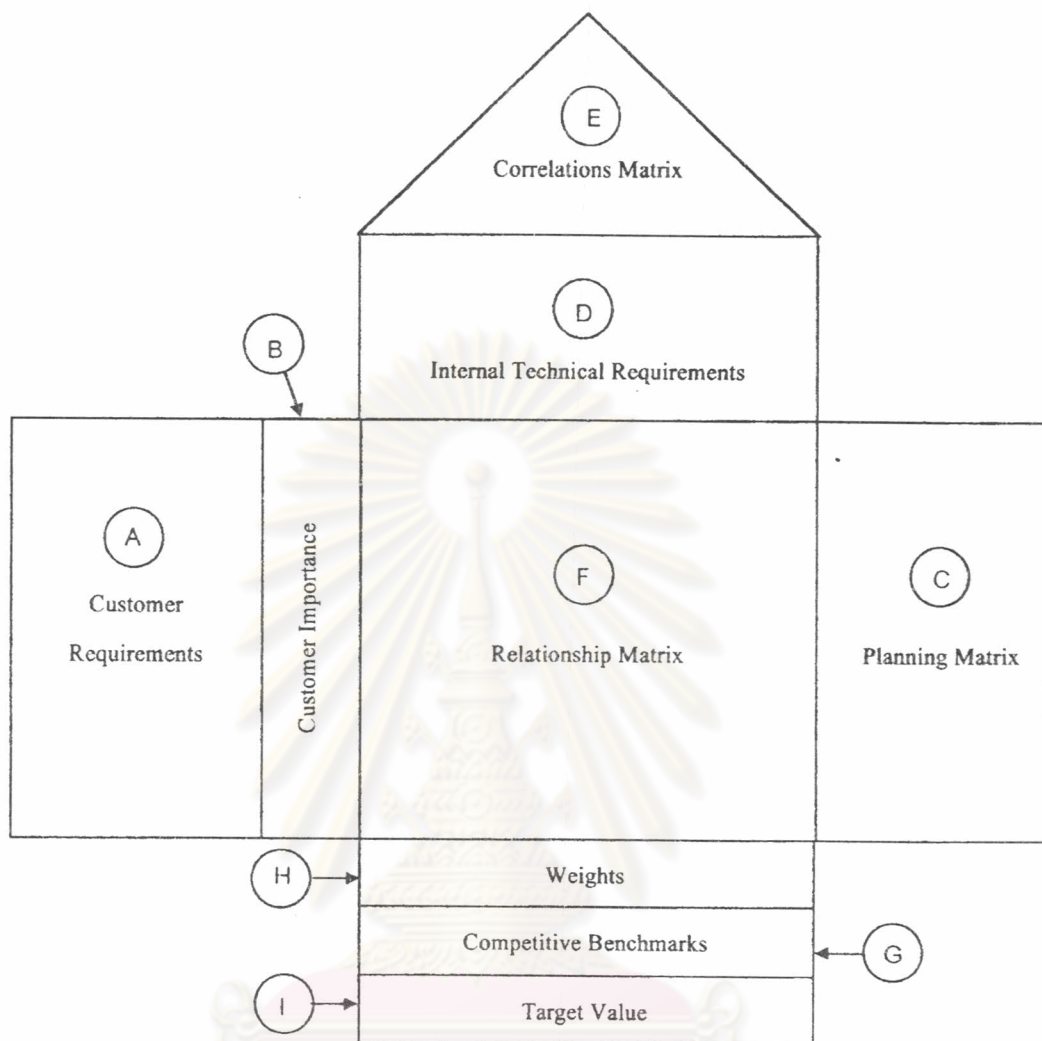 E
Correlations Matrix
D
Internal Technical Requirements
B
A
Customer
Requirements
Customer Importance
F
Relationship Matrix
C
Planning Matrix
H
Weights
Competitive Benchmarks
G
I
Target Value